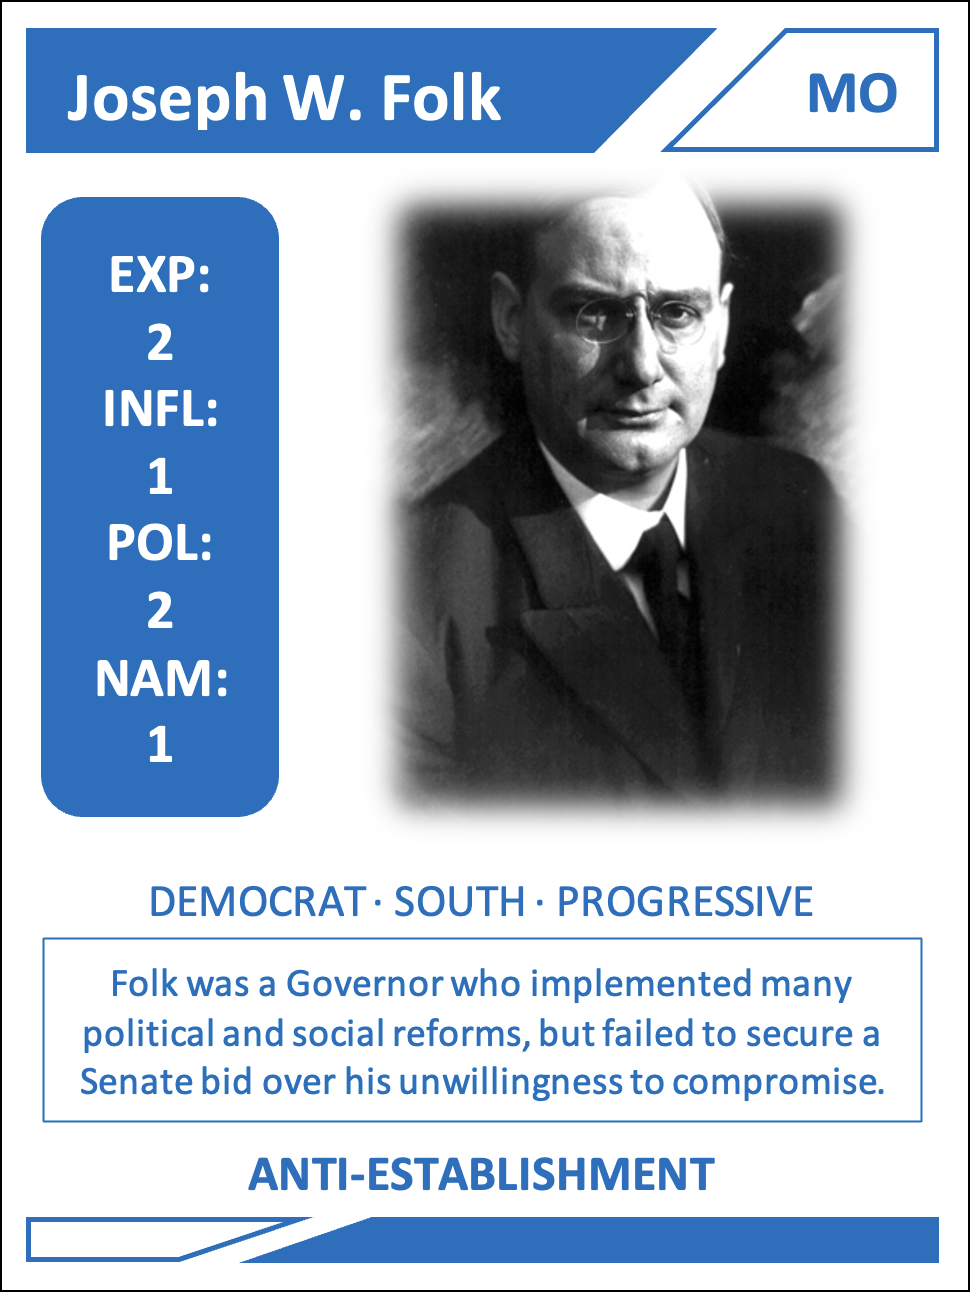 Joseph W. Folk
MO
EXP:
2
INFL:
1
POL:
2
NAM:
1
DEMOCRAT · SOUTH · PROGRESSIVE
Folk was a Governor who implemented many
political and social reforms, but failed to secure a
Senate bid over his unwillingness to compromise.
ANTI-ESTABLISHMENT